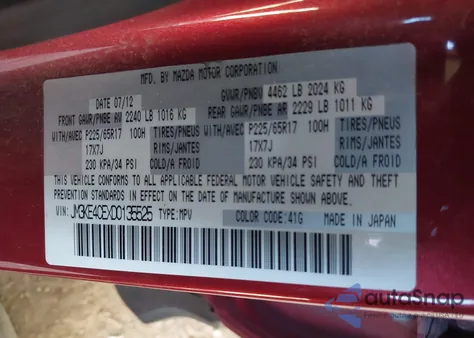 MFD. BY MAZDA MOTOR CORPORATION
DATE 07/12
GVWR/PNBV 4462 LB 2024 KG
FRONT GAWR/PNBE AV 2240 LB 1016 KG
REAR GAWR/PNBE AR 2229 LB 1011 KG
WITH/AVEC P225/65R17 100H TIRES/PNEUS
17X7J RIMS/JANTES
230 KPA/34 PSI COLD/A FROID
WITH/AVEC P225/65R17 100H TIRES/PNEUS
17X7J RIMS/JANTES
230 KPA/34 PSI COLD/A FROID
THIS VEHICLE CONFORMS TO ALL APPLICABLE FEDERAL MOTOR VEHICLE SAFETY AND THEFT
PREVENTION STANDARDS IN EFFECT ON THE DATE OF MANUFACTURE SHOWN ABOVE.
VIN: JM3KE4CEXD0135525 TYPE:MPV COLOR CODE:41G MADE IN JAPAN
autoSnap